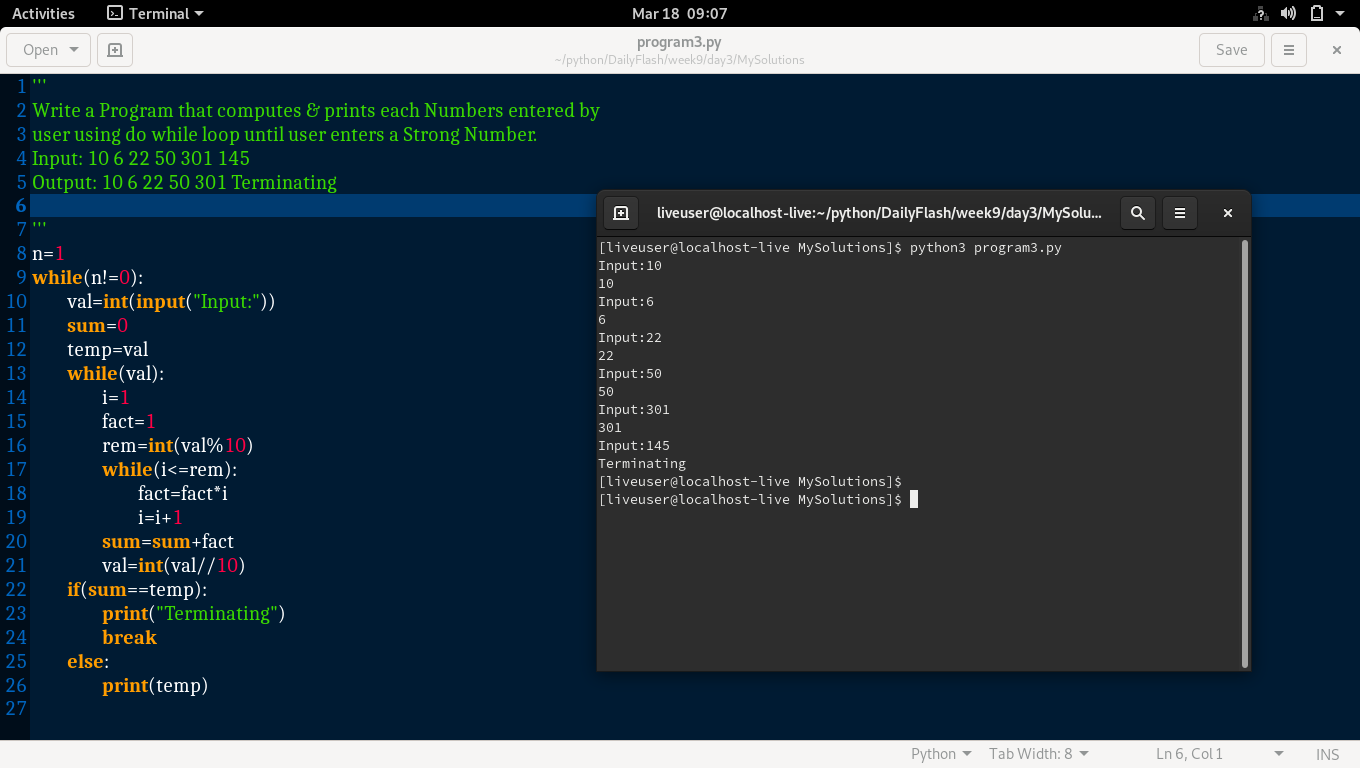 Activities Terminal Mar 18 09:07
Open program3.py Save
~/python/DailyFlash/week9/day3/MySolutions
1 '''
2 Write a Program that computes & prints each Numbers entered by
3 user using do while loop until user enters a Strong Number.
4 Input: 10 6 22 50 301 145
5 Output: 10 6 22 50 301 Terminating
6
7 '''
8 n=1
9 while(n!=0):
10 val=int(input("Input:"))
11 sum=0
12 temp=val
13 while(val):
14 i=1
15 fact=1
16 rem=int(val%10)
17 while(i<=rem):
18 fact=fact*i
19 i=i+1
20 sum=sum+fact
21 val=int(val//10)
22 if(sum==temp):
23 print("Terminating")
24 break
25 else:
26 print(temp)
27
liveuser@localhost-live:~/python/DailyFlash/week9/day3/MySolu...
[liveuser@localhost-live MySolutions]$ python3 program3.py
Input:10
10
Input:6
6
Input:22
22
Input:50
50
Input:301
301
Input:145
Terminating
[liveuser@localhost-live MySolutions]$
[liveuser@localhost-live MySolutions]$
Python Tab Width: 8 Ln 6, Col 1 INS